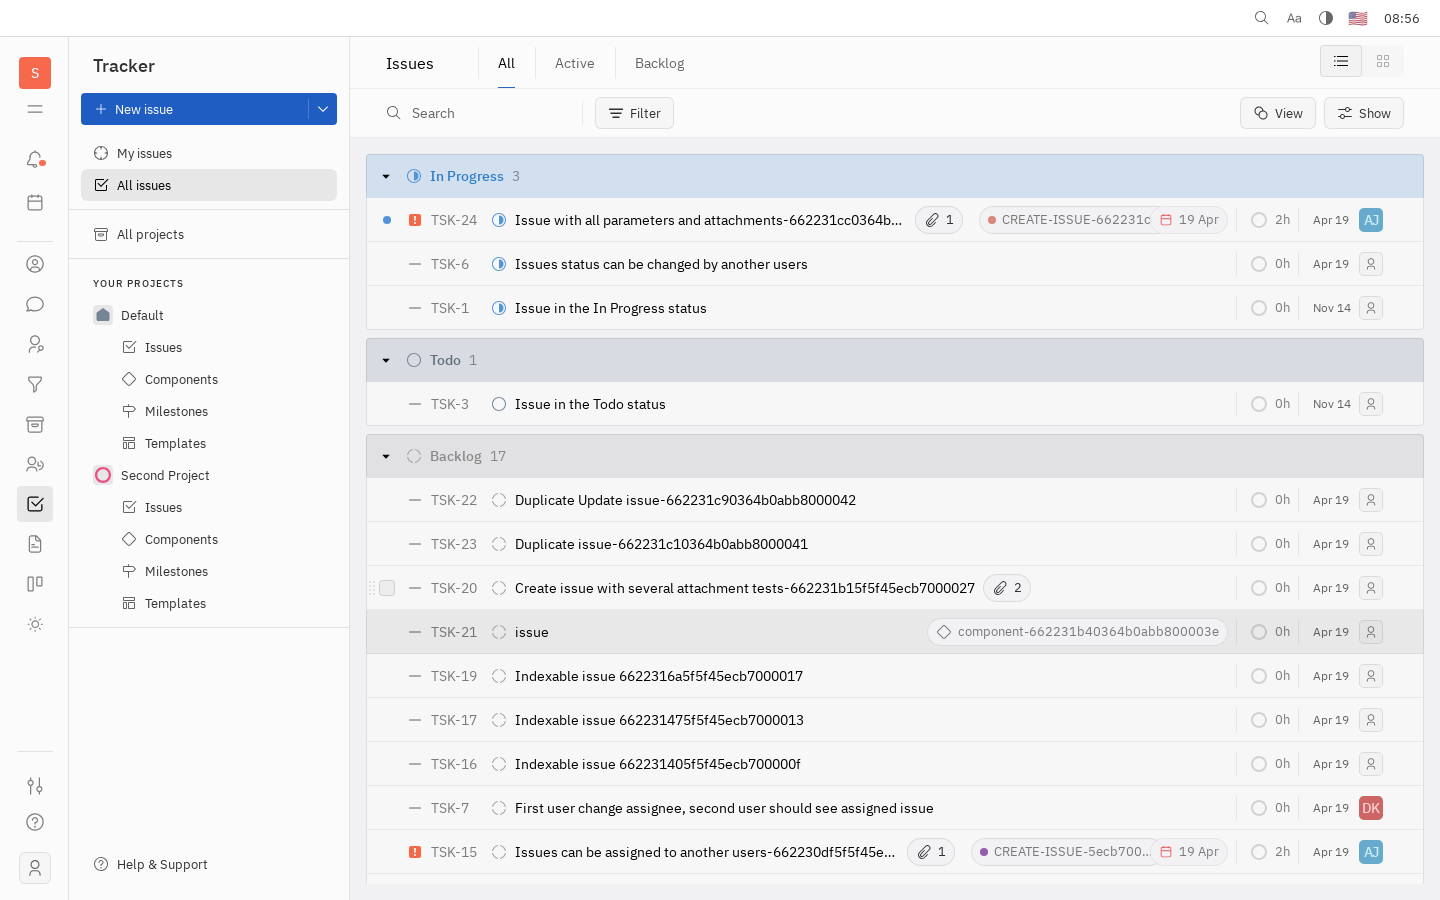 Aa 08:56
S
Tracker
New issue
My issues
All issues
All projects
YOUR PROJECTS
Default
Issues
Components
Milestones
Templates
Second Project
Issues
Components
Milestones
Templates
Help & Support
Issues All Active Backlog
Search Filter View Show
In Progress 3
TSK-24 Issue with all parameters and attachments-662231cc0364b... 1 CREATE-ISSUE-662231c 19 Apr 2h Apr 19 AJ
TSK-6 Issues status can be changed by another users 0h Apr 19
TSK-1 Issue in the In Progress status 0h Nov 14
Todo 1
TSK-3 Issue in the Todo status 0h Nov 14
Backlog 17
TSK-22 Duplicate Update issue-662231c90364b0abb8000042 0h Apr 19
TSK-23 Duplicate issue-662231c10364b0abb8000041 0h Apr 19
TSK-20 Create issue with several attachment tests-662231b15f5f45ecb7000027 2 0h Apr 19
TSK-21 issue component-662231b40364b0abb800003e 0h Apr 19
TSK-19 Indexable issue 6622316a5f5f45ecb7000017 0h Apr 19
TSK-17 Indexable issue 662231475f5f45ecb7000013 0h Apr 19
TSK-16 Indexable issue 662231405f5f45ecb700000f 0h Apr 19
TSK-7 First user change assignee, second user should see assigned issue 0h Apr 19 DK
TSK-15 Issues can be assigned to another users-662230df5f5f45e... 1 CREATE-ISSUE-5ecb700... 19 Apr 2h Apr 19 AJ